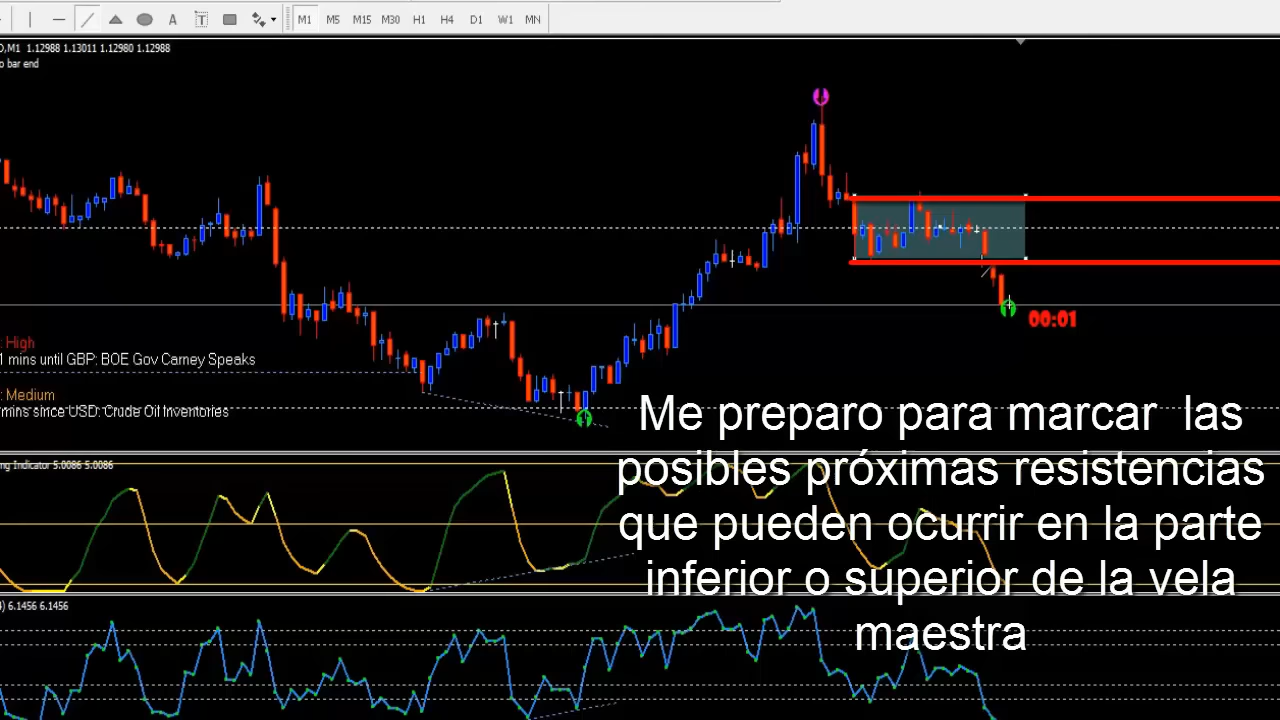 A T M1 M5 M15 M30 H1 H4 D1 W1 MN
,M1 1.12988 1.13011 1.12980 1.12988
o bar end
00:01
: High
1 mins until GBP: BOE Gov Carney Speaks
: Medium
mins since USD: Crude Oil Inventories
Me preparo para marcar las
posibles próximas resistencias
que pueden ocurrir en la parte
inferior o superior de la vela
maestra
Indicator 5.0086 5.0086
) 6.1456 6.1456